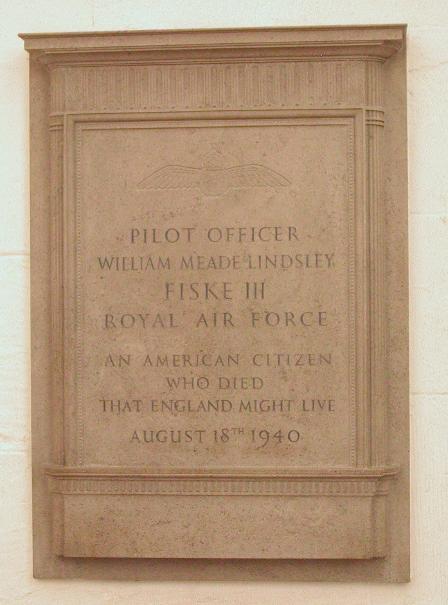 PILOT OFFICER
WILLIAM MEADE LINDSLEY
FISKE III
ROYAL AIR FORCE
AN AMERICAN CITIZEN
WHO DIED
THAT ENGLAND MIGHT LIVE
AUGUST 18TH 1940